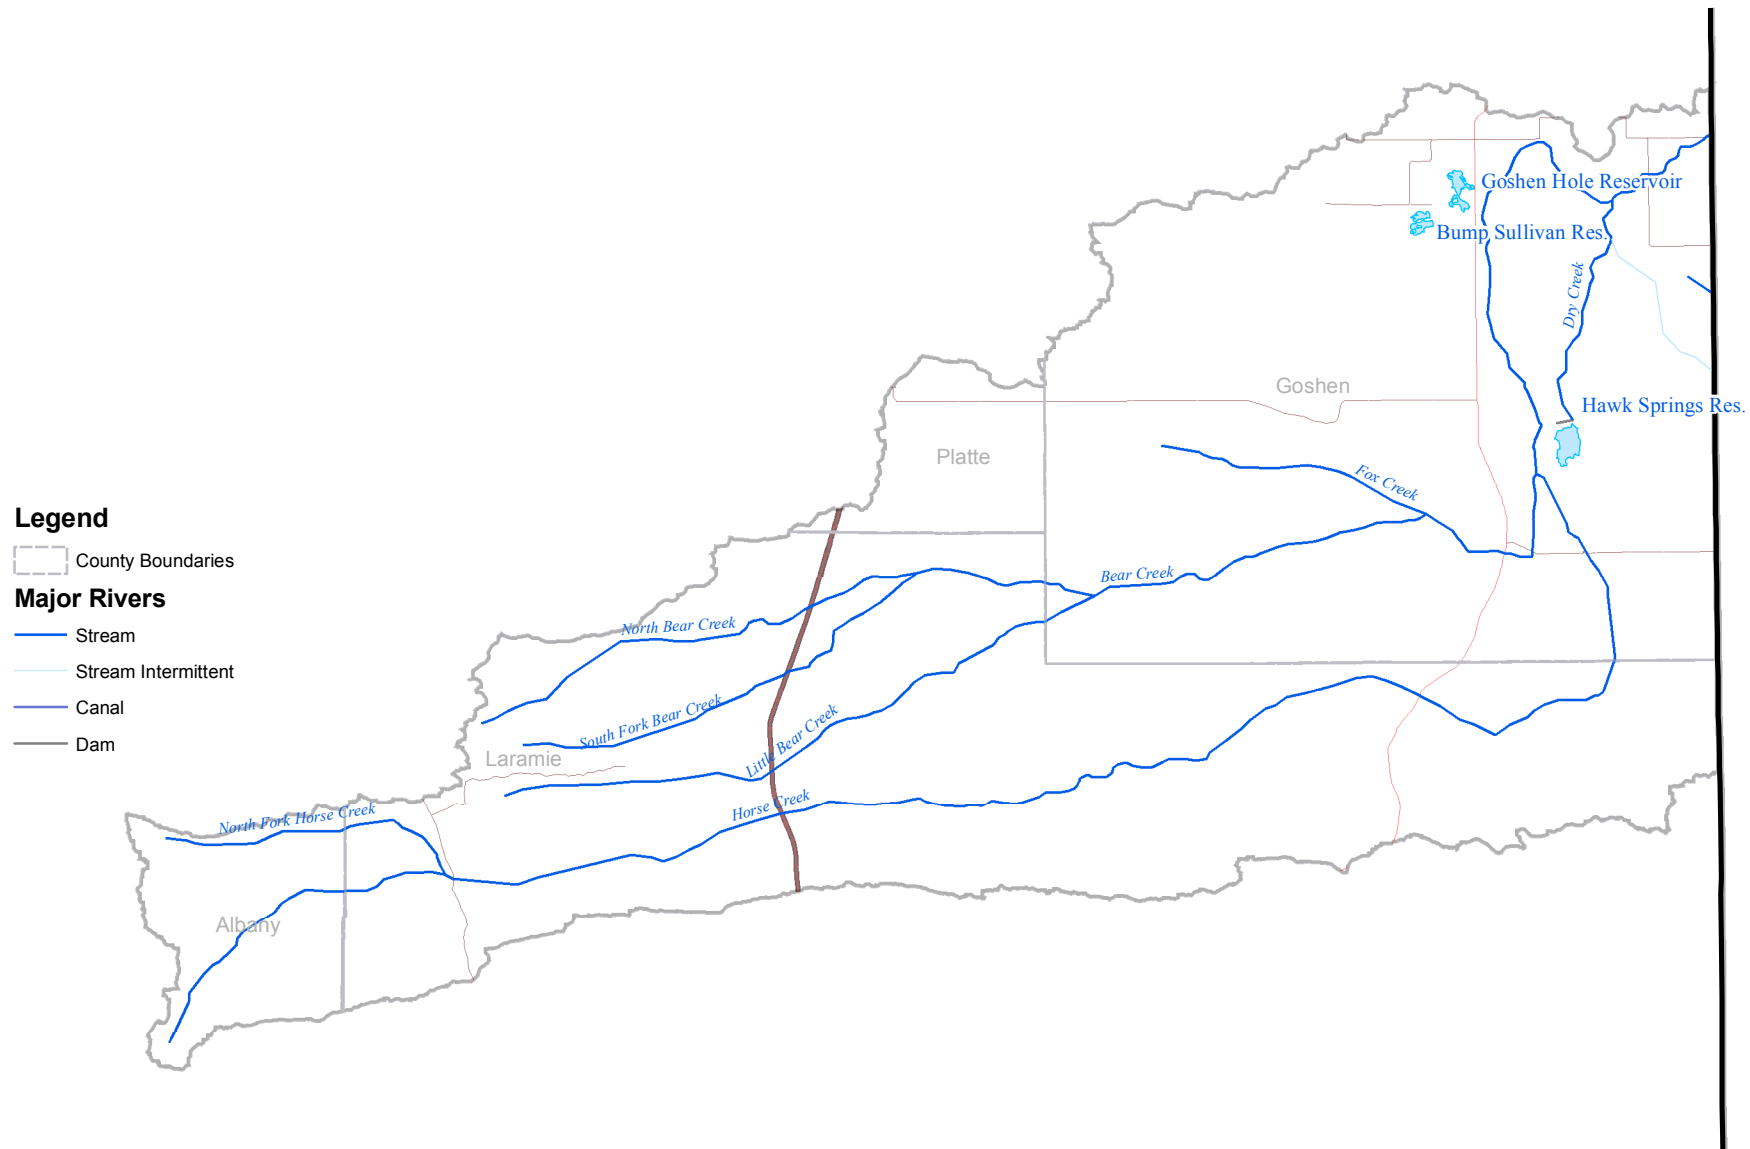 Goshen Hole Reservoir
Bump Sullivan Res.
Dry Creek
Goshen
Hawk Springs Res.
Platte
Fox Creek
Legend
County Boundaries
Bear Creek
Major Rivers
North Bear Creek
Stream
Stream Intermittent
Canal
South Fork Bear Creek
Dam
Little Bear Creek
Laramie
Horse Creek
North Fork Horse Creek
Albany